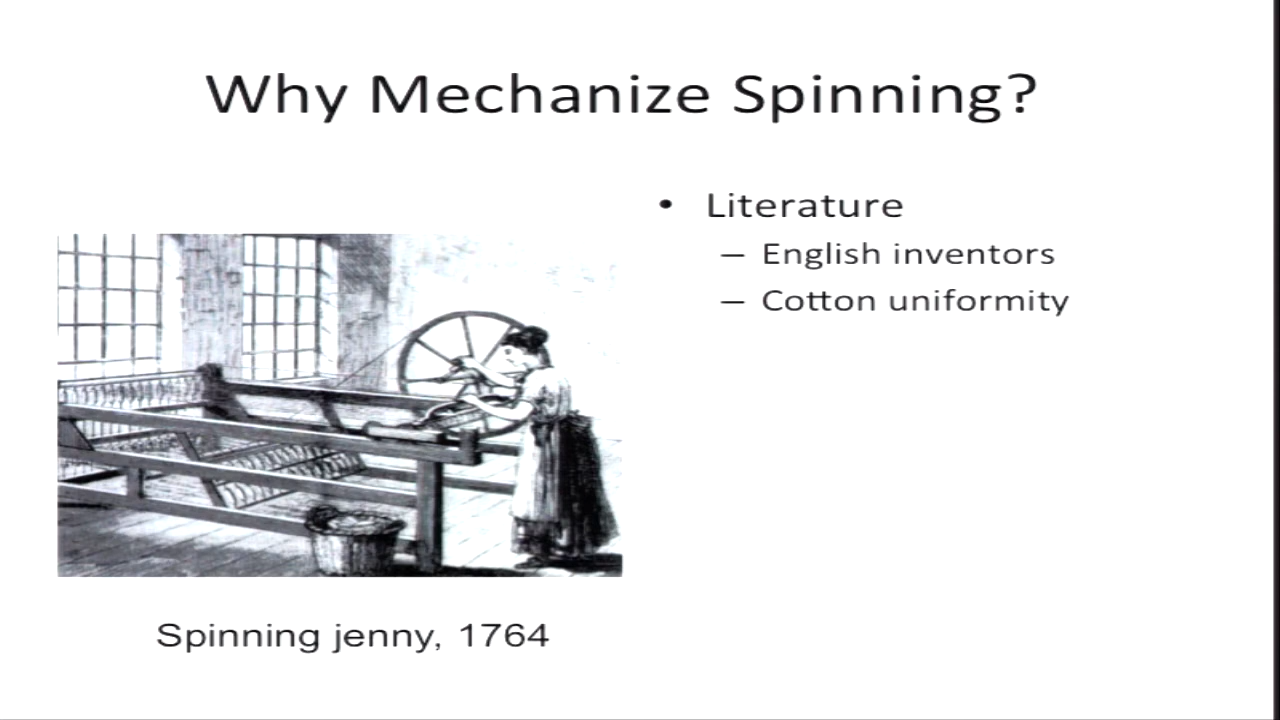 Why Mechanize Spinning?
• Literature
– English inventors
– Cotton uniformity
Spinning jenny, 1764